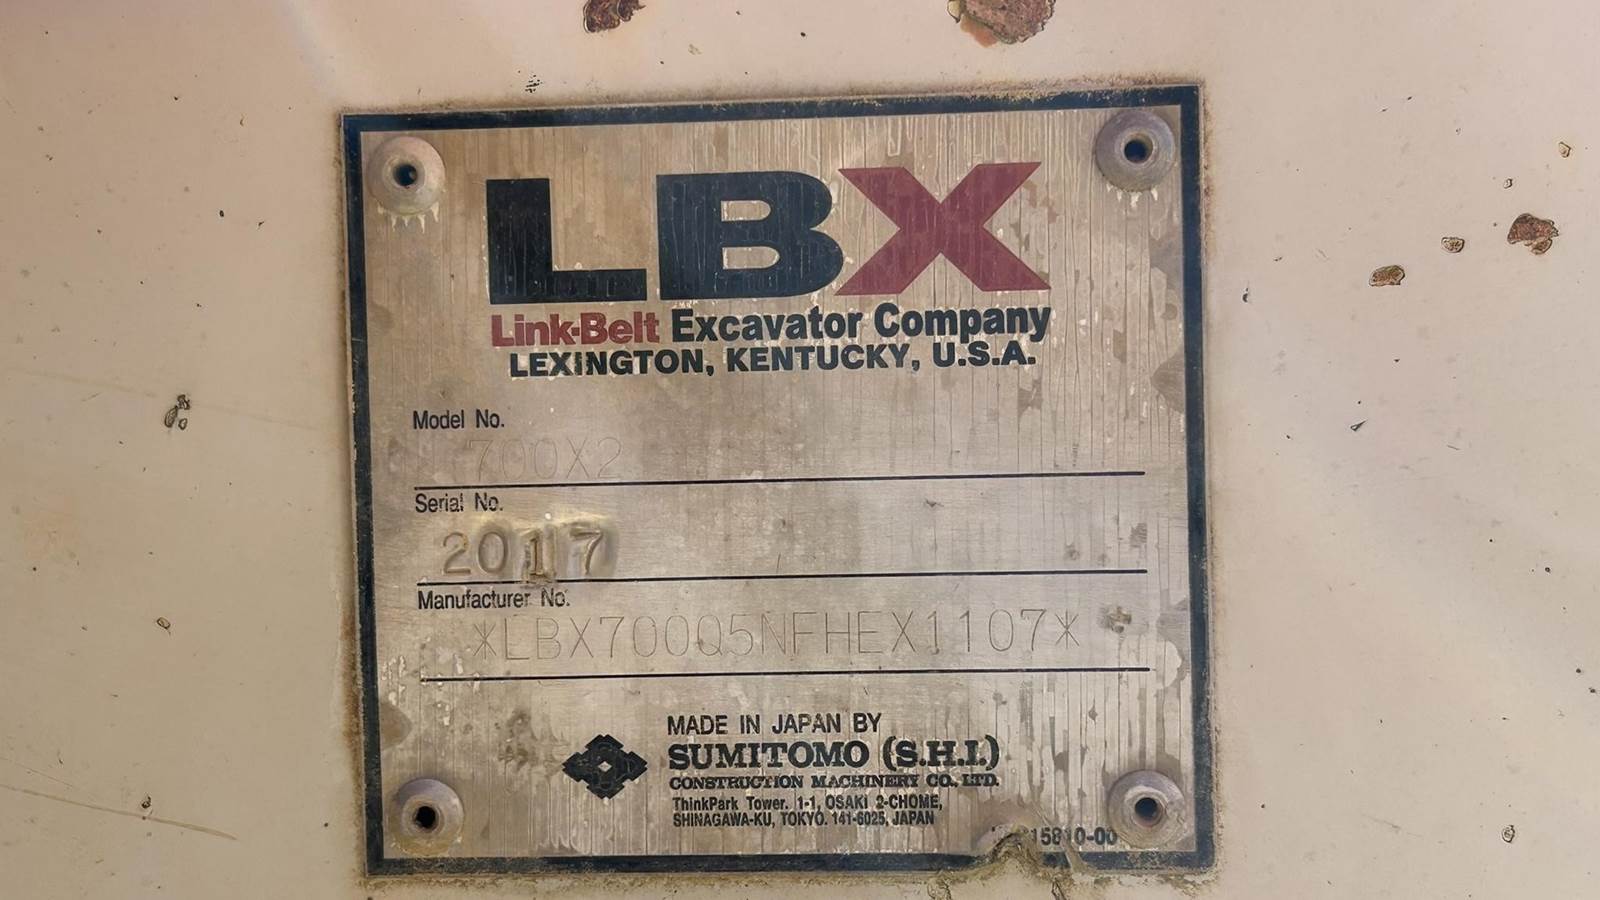 LBX
Link-Belt Excavator Company
LEXINGTON, KENTUCKY, U.S.A.
Model No.
700X2
Serial No.
2017
Manufacturer No.
*LBX700Q5NFHEX1107*
MADE IN JAPAN BY
SUMITOMO (S.H.I.)
CONSTRUCTION MACHINERY CO., LTD.
ThinkPark Tower. 1-1, OSAKI 2-CHOME,
SHINAGAWA-KU, TOKYO. 141-6025, JAPAN